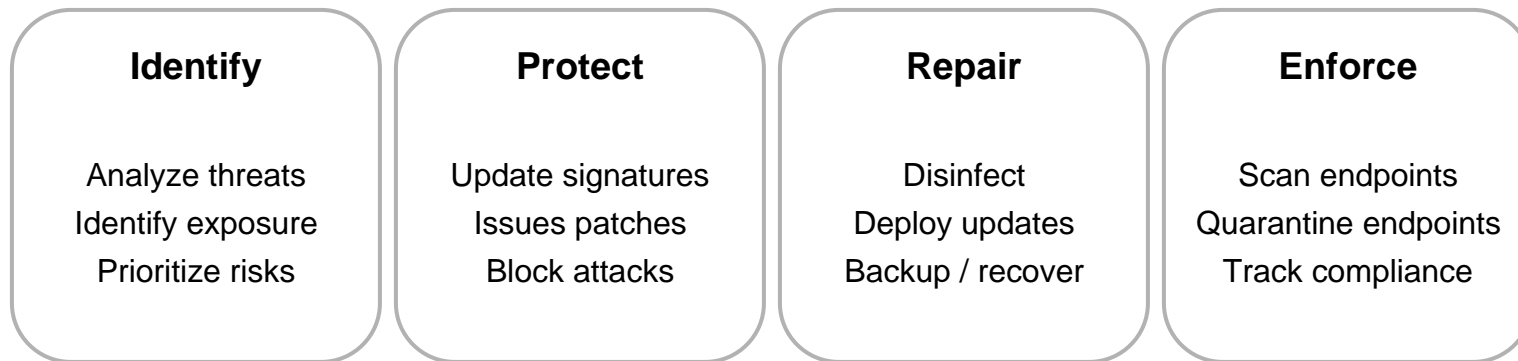 Identify
Analyze threats
Identify exposure
Prioritize risks
Protect
Update signatures
Issues patches
Block attacks
Repair
Disinfect
Deploy updates
Backup / recover
Enforce
Scan endpoints
Quarantine endpoints
Track compliance